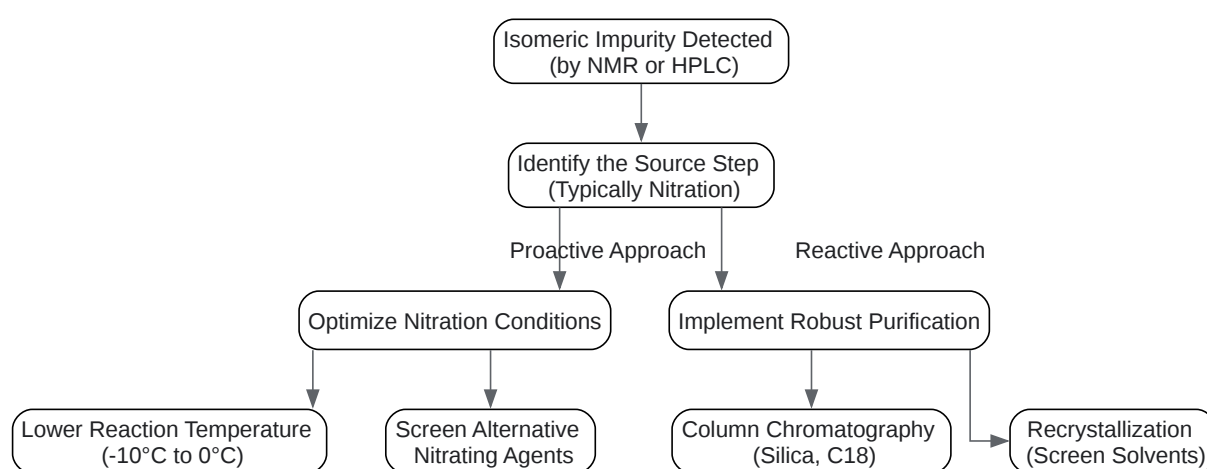 Isomeric Impurity Detected
(by NMR or HPLC)
Identify the Source Step
(Typically Nitration)
Proactive Approach
Reactive Approach
Optimize Nitration Conditions
Implement Robust Purification
Lower Reaction Temperature
(-10°C to 0°C)
Screen Alternative
Nitrating Agents
Column Chromatography
(Silica, C18)
Recrystallization
(Screen Solvents)